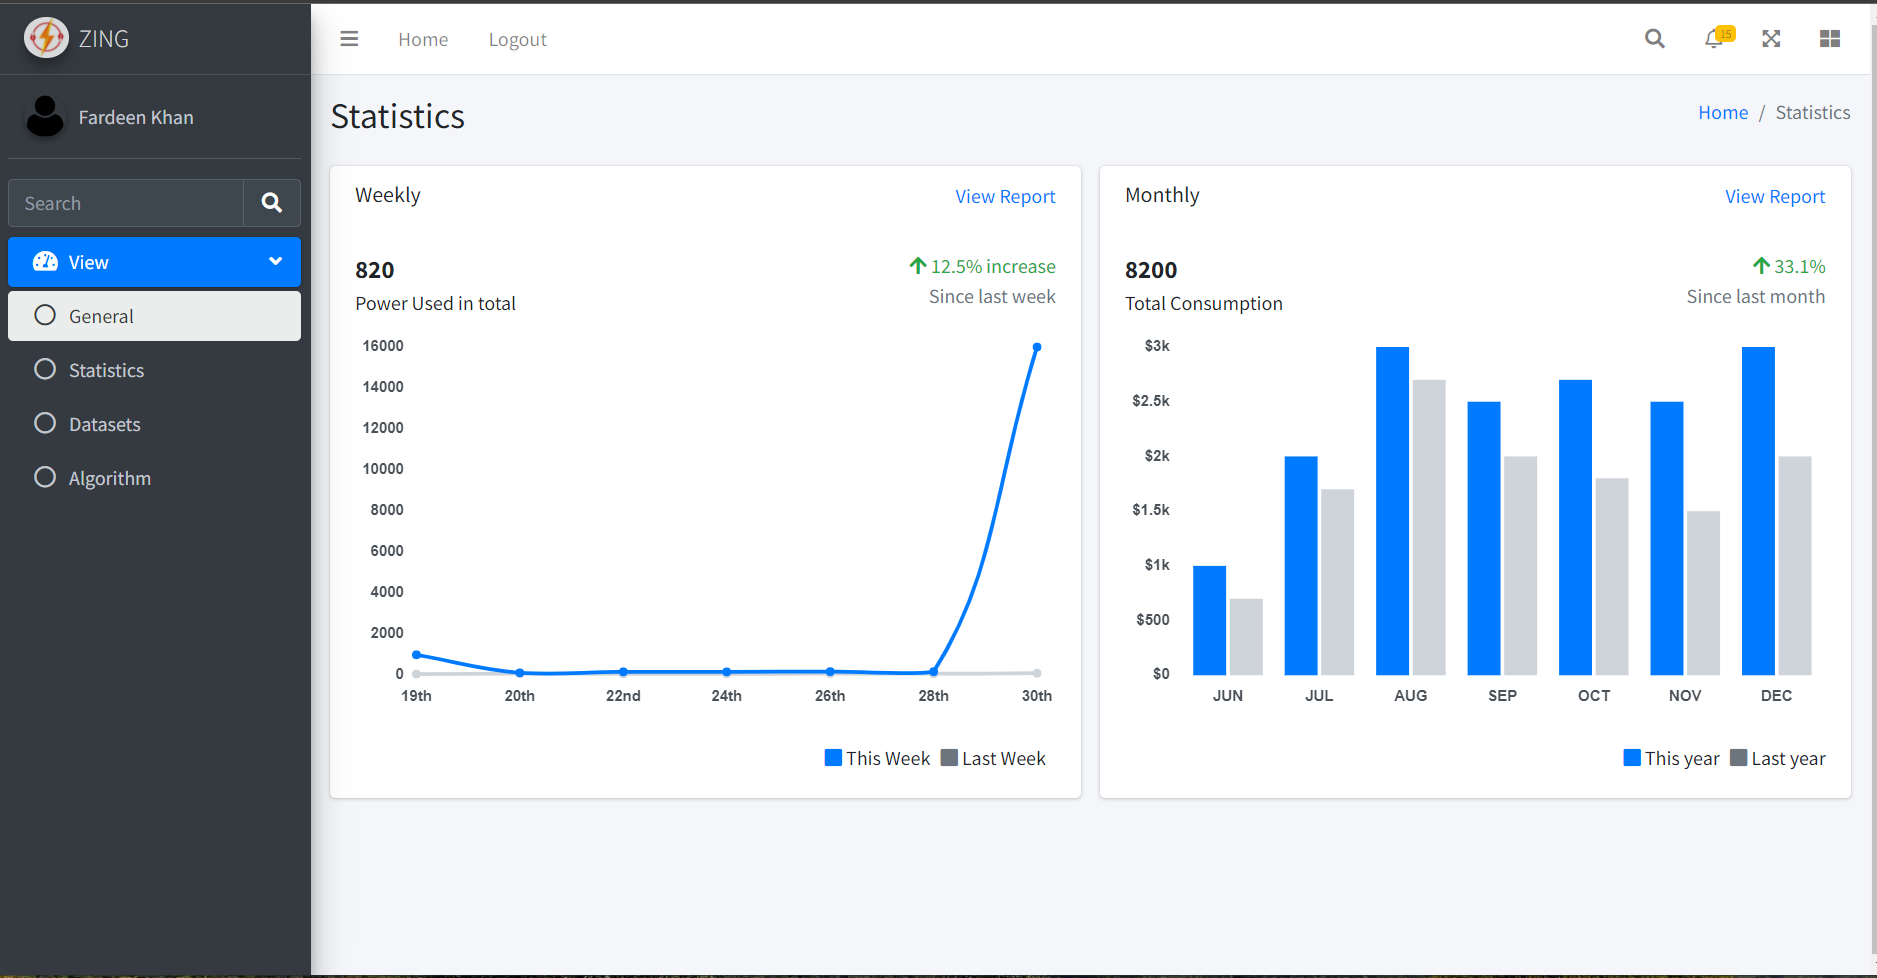 ZING
Home Logout
15
Fardeen Khan
Search
View
General
Statistics
Datasets
Algorithm
Statistics
Home / Statistics
Weekly View Report
820 12.5% increase
Power Used in total Since last week
16000
14000
12000
10000
8000
6000
4000
2000
0
19th 20th 22nd 24th 26th 28th 30th
This Week Last Week
Monthly View Report
8200 33.1%
Total Consumption Since last month
$3k
$2.5k
$2k
$1.5k
$1k
$500
$0
JUN JUL AUG SEP OCT NOV DEC
This year Last year